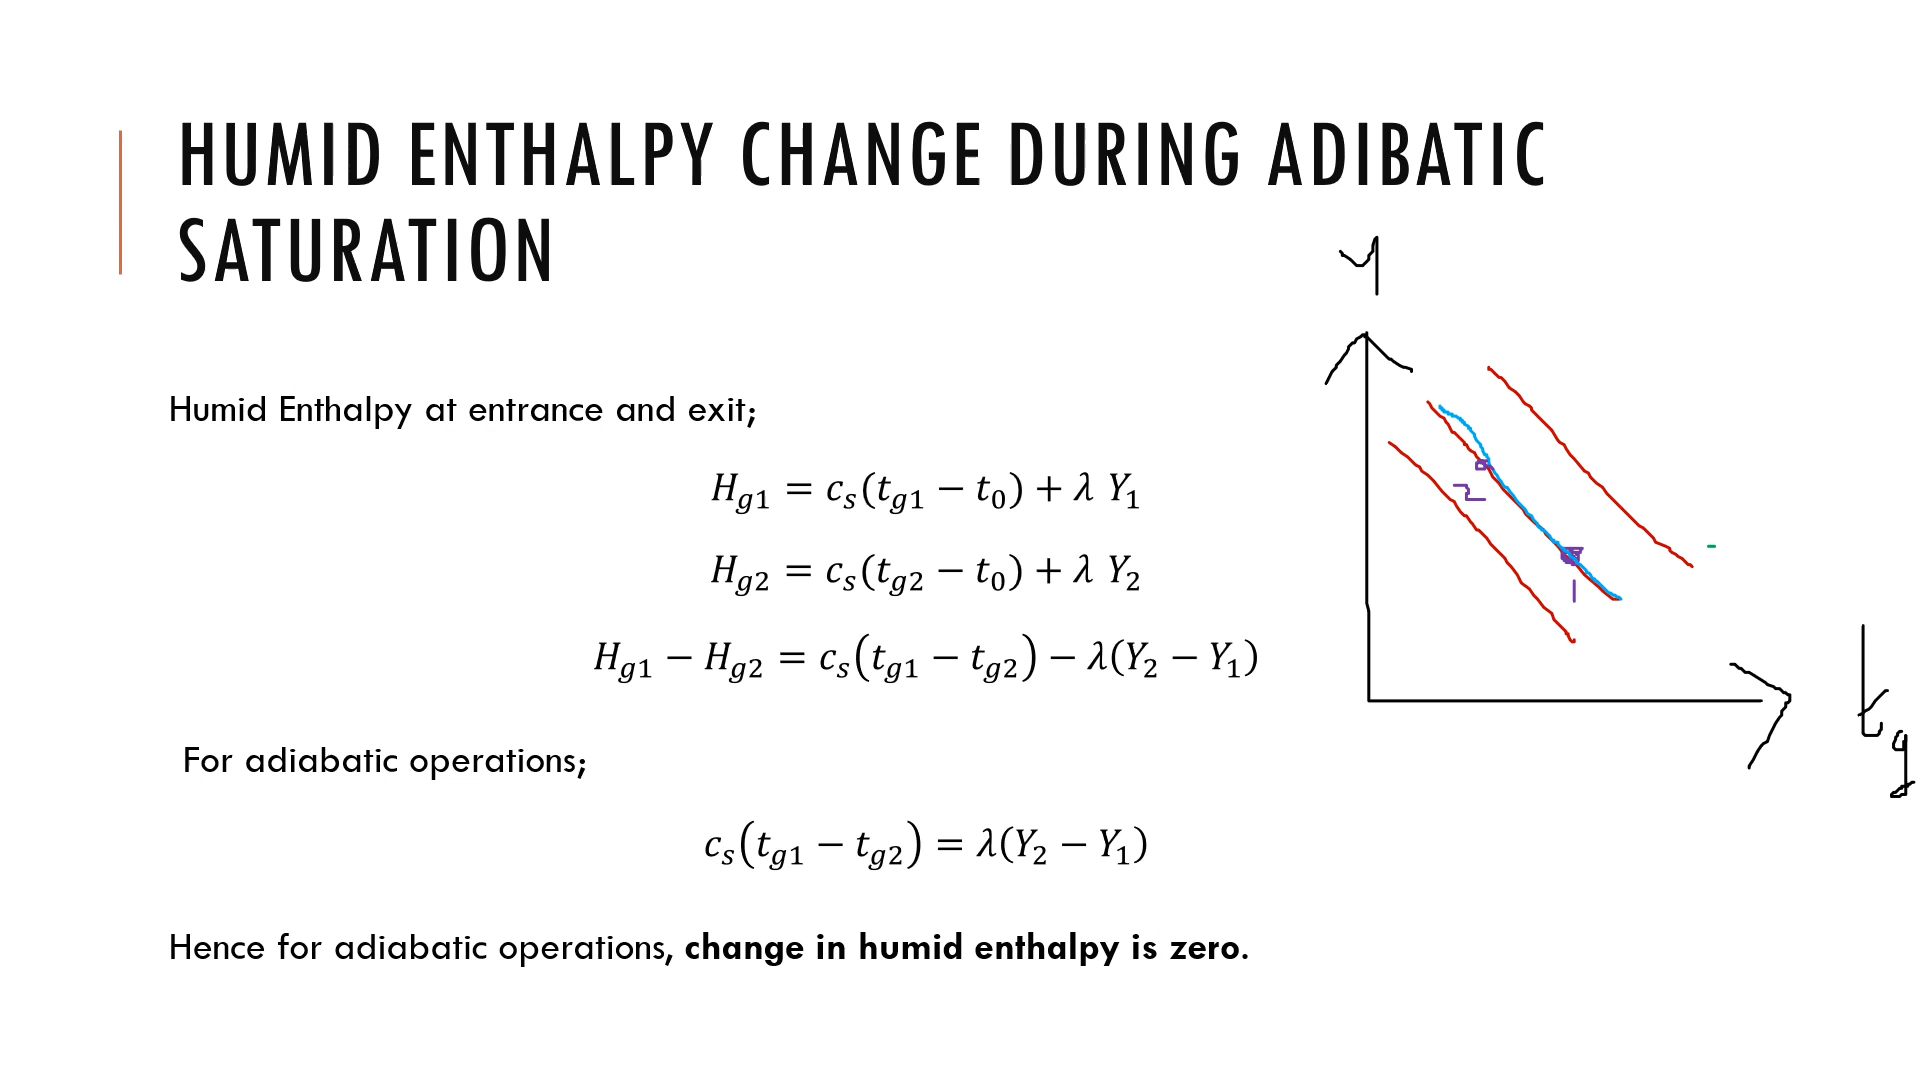 HUMID ENTHALPY CHANGE DURING ADIBATIC
SATURATION
Y
Humid Enthalpy at entrance and exit;
H_{g1} = c_s(t_{g1} − t_0) + λ Y_1
H_{g2} = c_s(t_{g2} − t_0) + λ Y_2
H_{g1} − H_{g2} = c_s(t_{g1} − t_{g2}) − λ(Y_2 − Y_1)
2
1
t_g
For adiabatic operations;
c_s(t_{g1} − t_{g2}) = λ(Y_2 − Y_1)
Hence for adiabatic operations, change in humid enthalpy is zero.